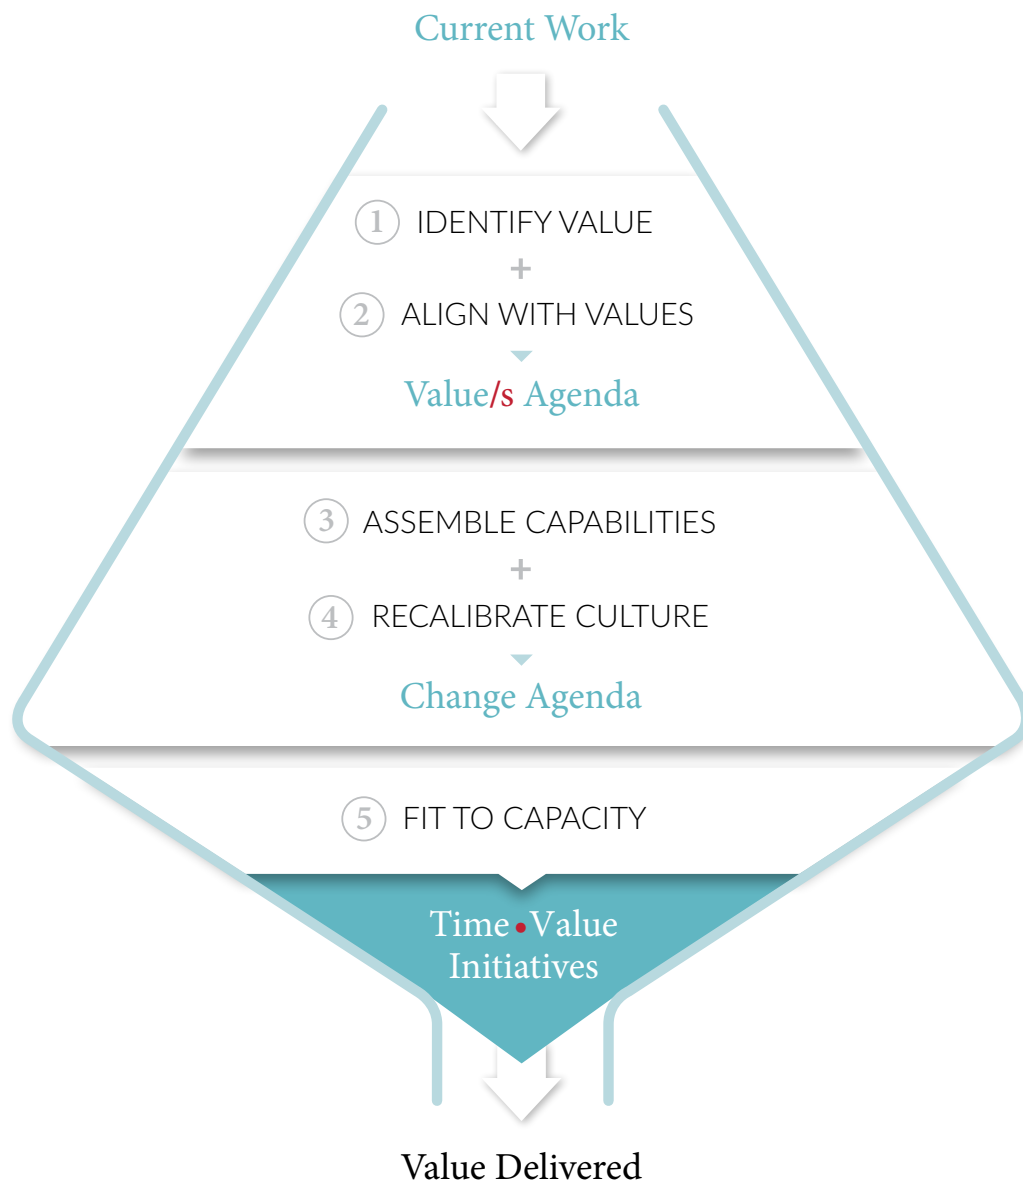 Current Work
1 IDENTIFY VALUE
+
2 ALIGN WITH VALUES
Value/s Agenda
3 ASSEMBLE CAPABILITIES
+
4 RECALIBRATE CULTURE
Change Agenda
5 FIT TO CAPACITY
Time•Value
Initiatives
Value Delivered